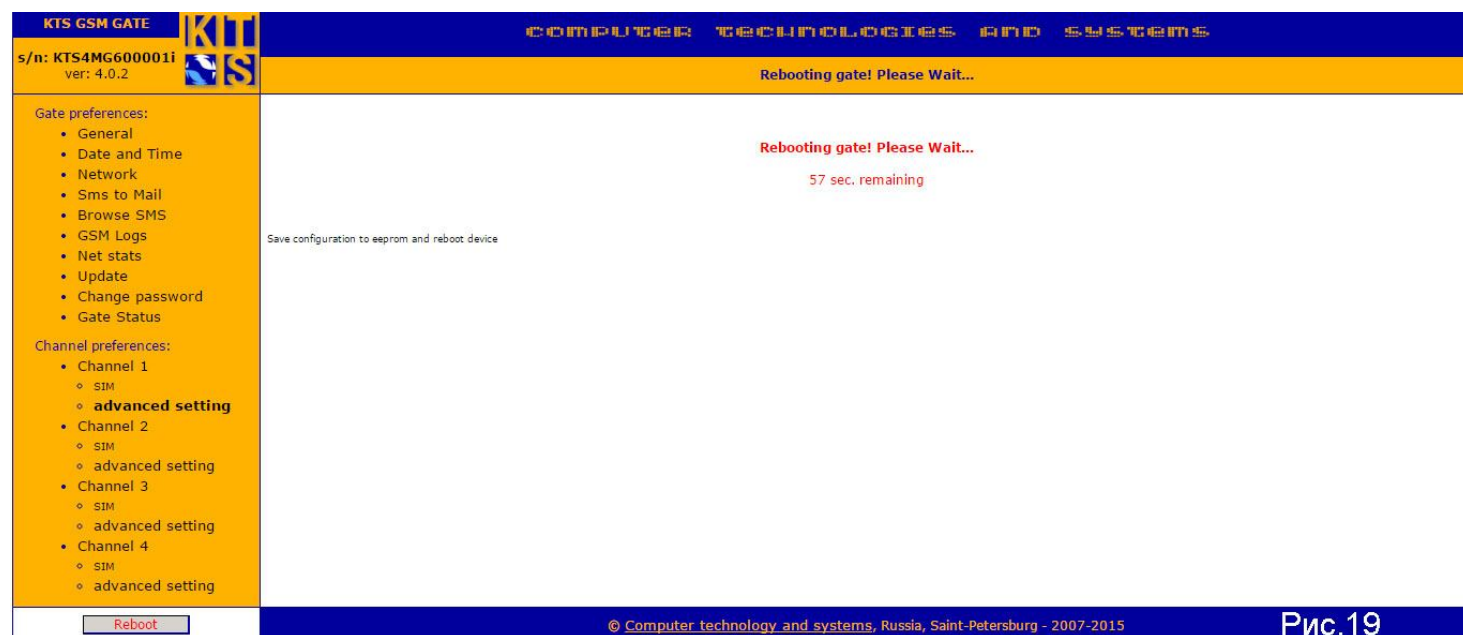 KTS GSM GATE
KTS
s/n: KTS4MG600001i
ver: 4.0.2
COMPUTER TECHNOLOGIES AND SYSTEMS
Rebooting gate! Please Wait...
Gate preferences:
• General
• Date and Time
• Network
• Sms to Mail
• Browse SMS
• GSM Logs
• Net stats
• Update
• Change password
• Gate Status
Channel preferences:
• Channel 1
◦ SIM
◦ advanced setting
• Channel 2
◦ SIM
◦ advanced setting
• Channel 3
◦ SIM
◦ advanced setting
• Channel 4
◦ SIM
◦ advanced setting
Reboot
Rebooting gate! Please Wait...
57 sec. remaining
Save configuration to eeprom and reboot device
© Computer technology and systems, Russia, Saint-Petersburg - 2007-2015
Рис.19